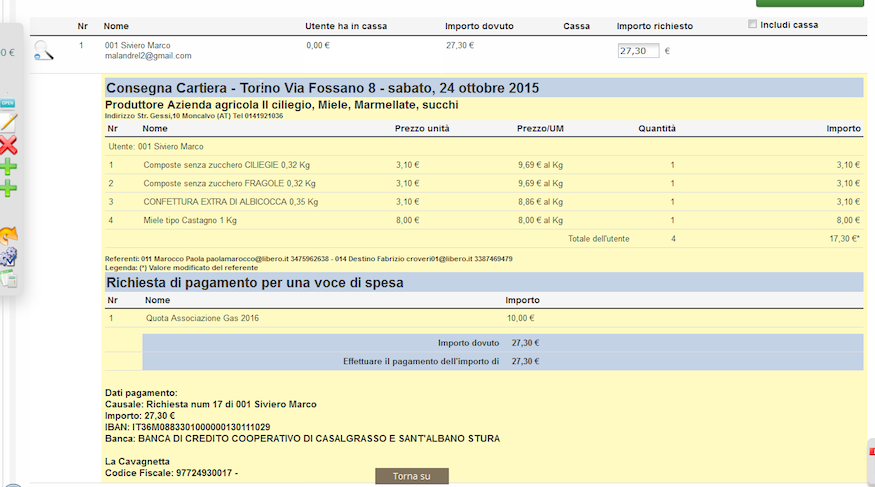 Nr Nome Utente ha in cassa Importo dovuto Cassa Importo richiesto Includi cassa
1 001 Siviero Marco 0,00 € 27,30 € 27,30 €
malandrel2@gmail.com
0 €
OPEN
Consegna Cartiera - Torino Via Fossano 8 - sabato, 24 ottobre 2015
Produttore Azienda agricola Il ciliegio, Miele, Marmellate, succhi
Indirizzo Str. Gessi,10 Moncalvo (AT) Tel 0141921036
Nr Nome Prezzo unità Prezzo/UM Quantità Importo
Utente: 001 Siviero Marco
1 Composte senza zucchero CILIEGIE 0,32 Kg 3,10 € 9,69 € al Kg 1 3,10 €
2 Composte senza zucchero FRAGOLE 0,32 Kg 3,10 € 9,69 € al Kg 1 3,10 €
3 CONFETTURA EXTRA DI ALBICOCCA 0,35 Kg 3,10 € 8,86 € al Kg 1 3,10 €
4 Miele tipo Castagno 1 Kg 8,00 € 8,00 € al Kg 1 8,00 €
Totale dell'utente 4 17,30 €*
Referenti: 011 Marocco Paola paolamarocco@libero.it 3475962638 - 014 Destino Fabrizio croveri01@libero.it 3387469479
Legenda: (*) Valore modificato del referente
Richiesta di pagamento per una voce di spesa
Nr Nome Importo
1 Quota Associazione Gas 2016 10,00 €
Importo dovuto 27,30 €
Effettuare il pagamento dell'importo di 27,30 €
Dati pagamento:
Causale: Richiesta num 17 di 001 Siviero Marco
Importo: 27,30 €
IBAN: IT36M0883301000000130111029
Banca: BANCA DI CREDITO COOPERATIVO DI CASALGRASSO E SANT'ALBANO STURA
La Cavagnetta
Codice Fiscale: 97724930017 -
Torna su